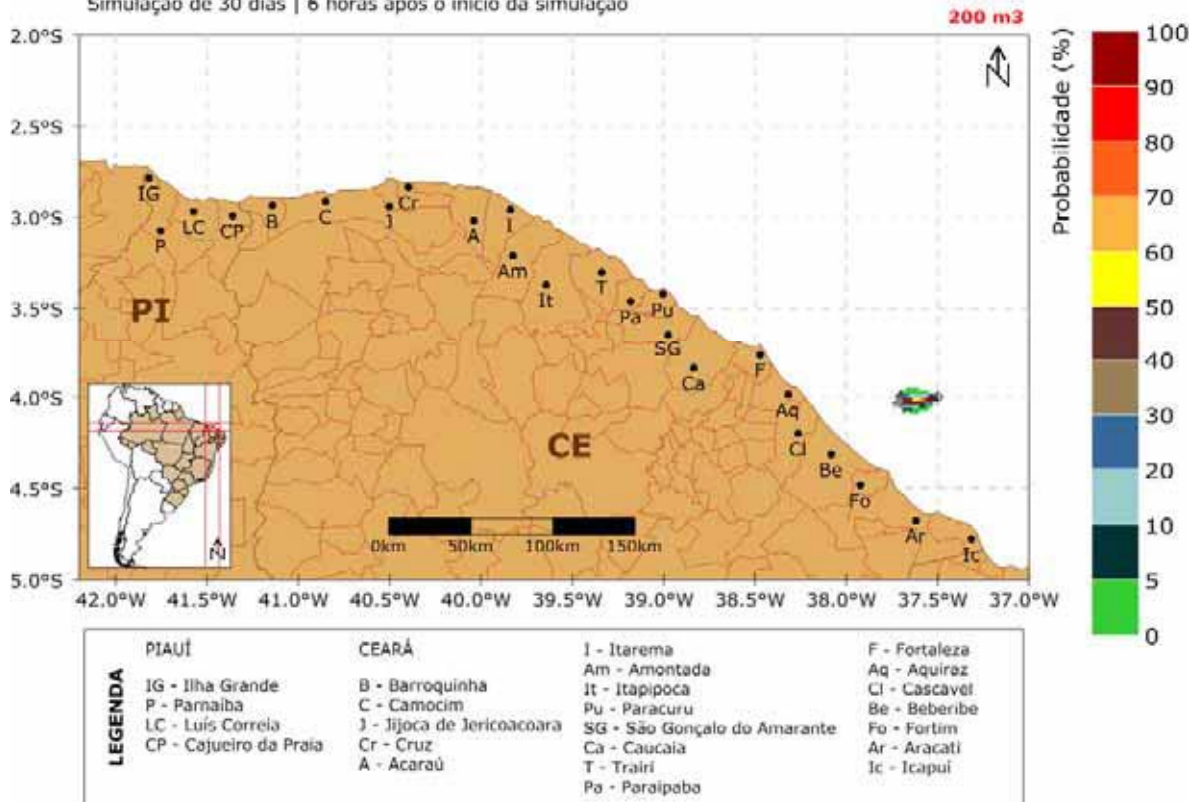 Simulação de 30 dias | 6 horas após o início da simulação
200 m3
N
2.0°S
2.5°S
3.0°S
3.5°S
4.0°S
4.5°S
5.0°S
42.0°W 41.5°W 41.0°W 40.5°W 40.0°W 39.5°W 39.0°W 38.5°W 38.0°W 37.5°W 37.0°W
IG
P
LC
CP
B
C
J
Cr
A
I
Am
It
T
Pa
Pu
SG
Ca
F
Aq
Cl
Be
Fo
Ar
Ic
PI
CE
N
0km 50km 100km 150km
Probabilidade (%)
100
90
80
70
60
50
40
30
20
10
5
0
LEGENDA
PIAUÍ
IG - Ilha Grande
P - Parnaíba
LC - Luís Correia
CP - Cajueiro da Praia
CEARÁ
B - Barroquinha
C - Camocim
J - Jijoca de Jericoacoara
Cr - Cruz
A - Acaraú
I - Itarema
Am - Amontada
It - Itapipoca
Pu - Paracuru
SG - São Gonçalo do Amarante
Ca - Caucaia
T - Trairi
Pa - Paraipaba
F - Fortaleza
Aq - Aquiraz
Cl - Cascavel
Be - Beberibe
Fo - Fortim
Ar - Aracati
Ic - Icapuí